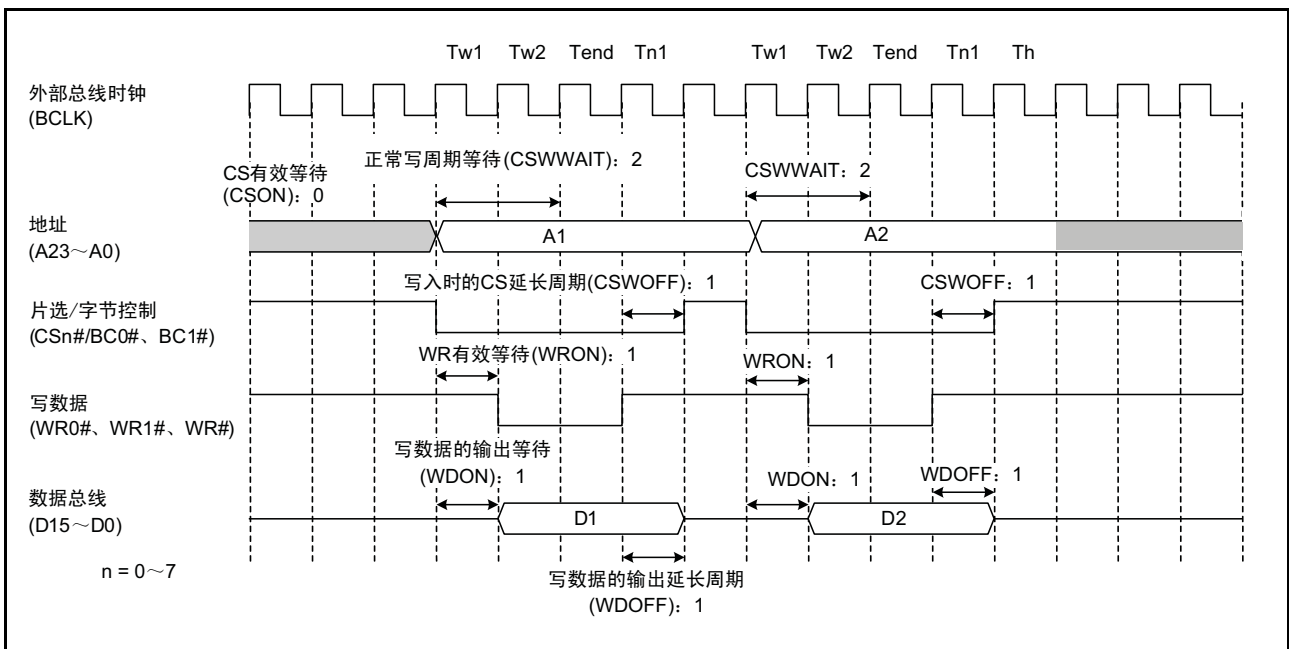 Tw1 Tw2 Tend Tn1 Tw1 Tw2 Tend Tn1 Th
外部总线时钟
(BCLK)
正常写周期等待(CSWWAIT)：2
CSWWAIT：2
CS有效等待
(CSON)：0
地址
(A23～A0)
A1
A2
写入时的CS延长周期(CSWOFF)：1
CSWOFF：1
片选/字节控制
(CSn#/BC0#、BC1#)
WR有效等待(WRON)：1
WRON：1
写数据
(WR0#、WR1#、WR#)
写数据的输出等待
(WDON)：1
WDON：1
WDOFF：1
数据总线
(D15～D0)
D1
D2
n = 0～7
写数据的输出延长周期
(WDOFF)：1